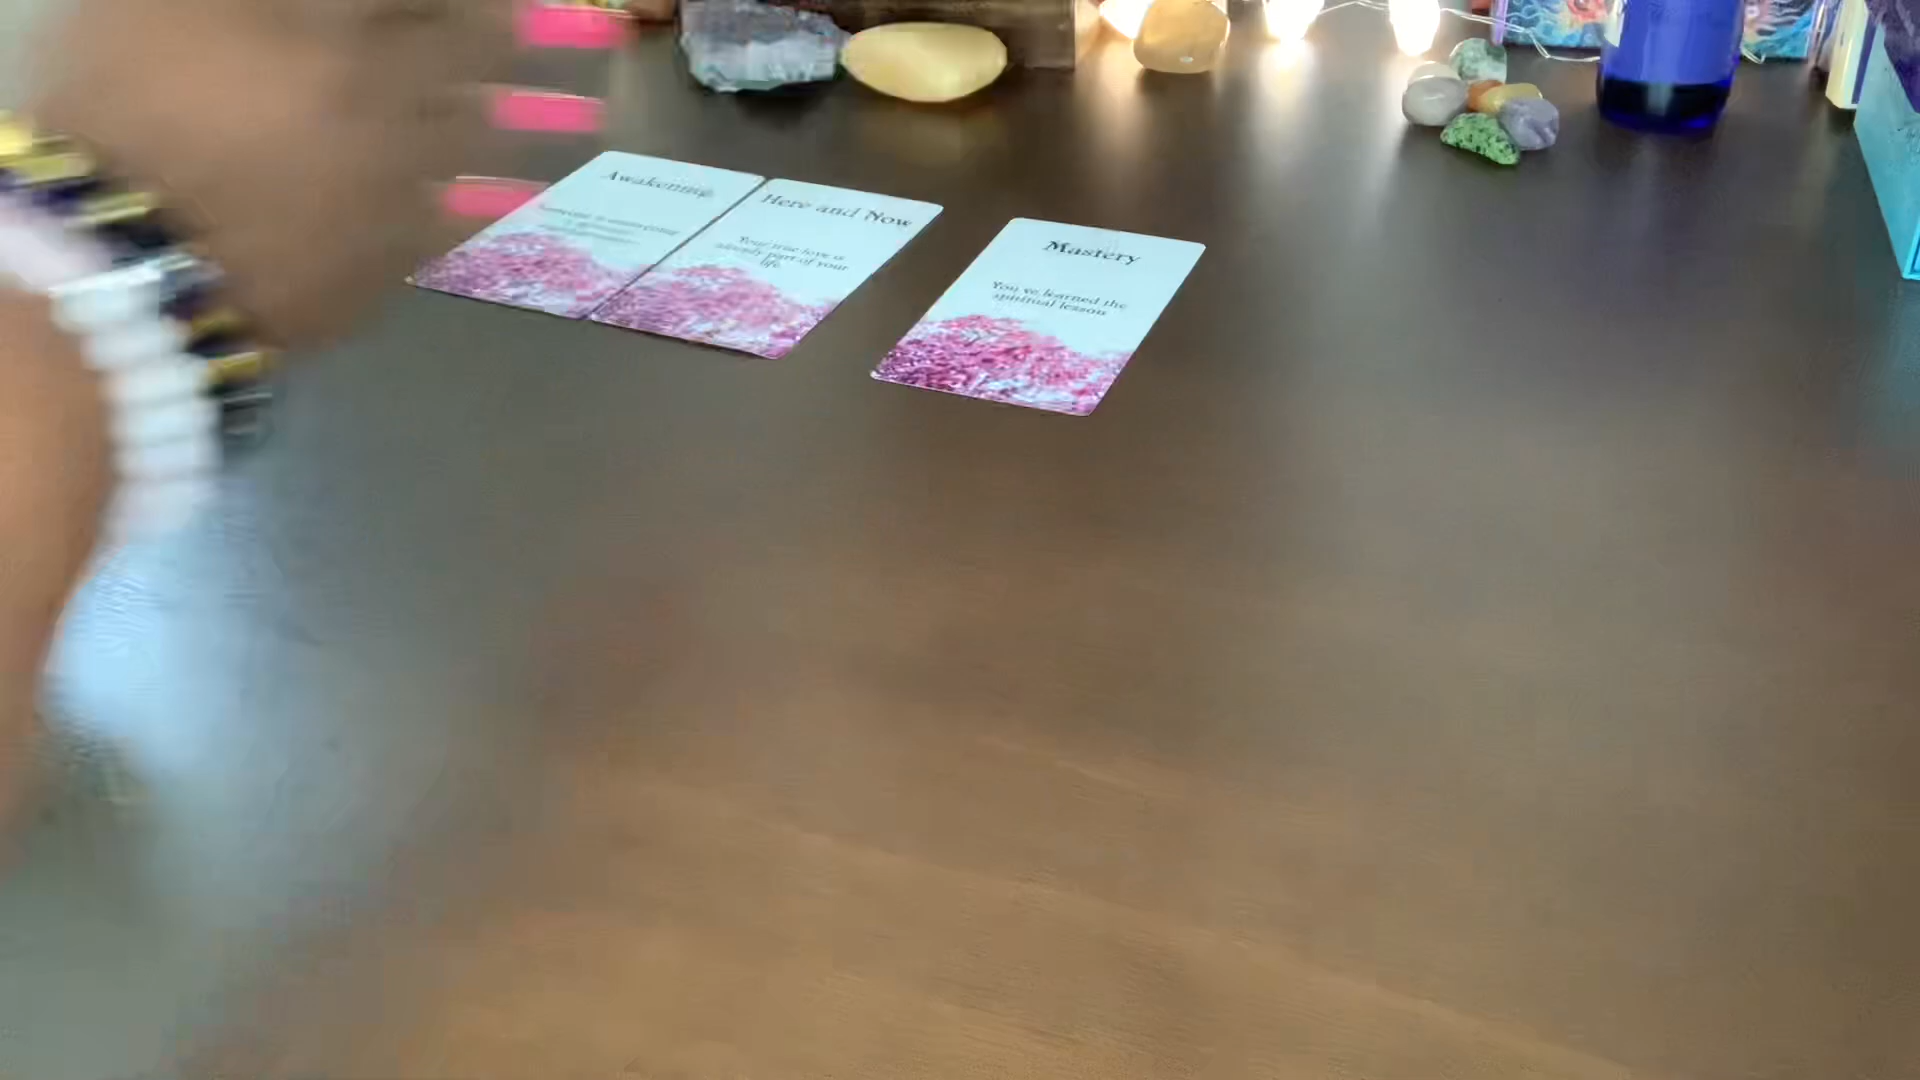 Awakening
Here and Now
Your true love is
already part of your
life
Mastery
You've learned the
spiritual lesson